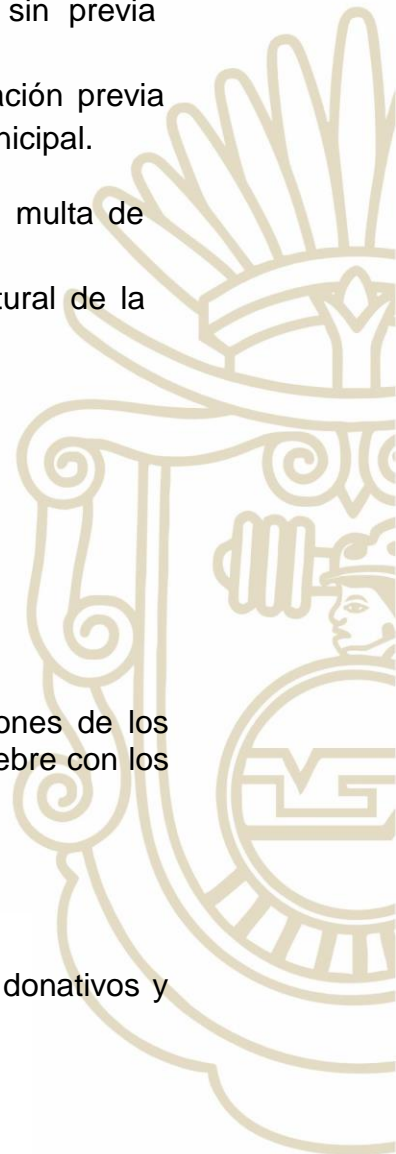 sin previa
ación previa
nicipal.
multa de
tural de la
ones de los
ebre con los
donativos y